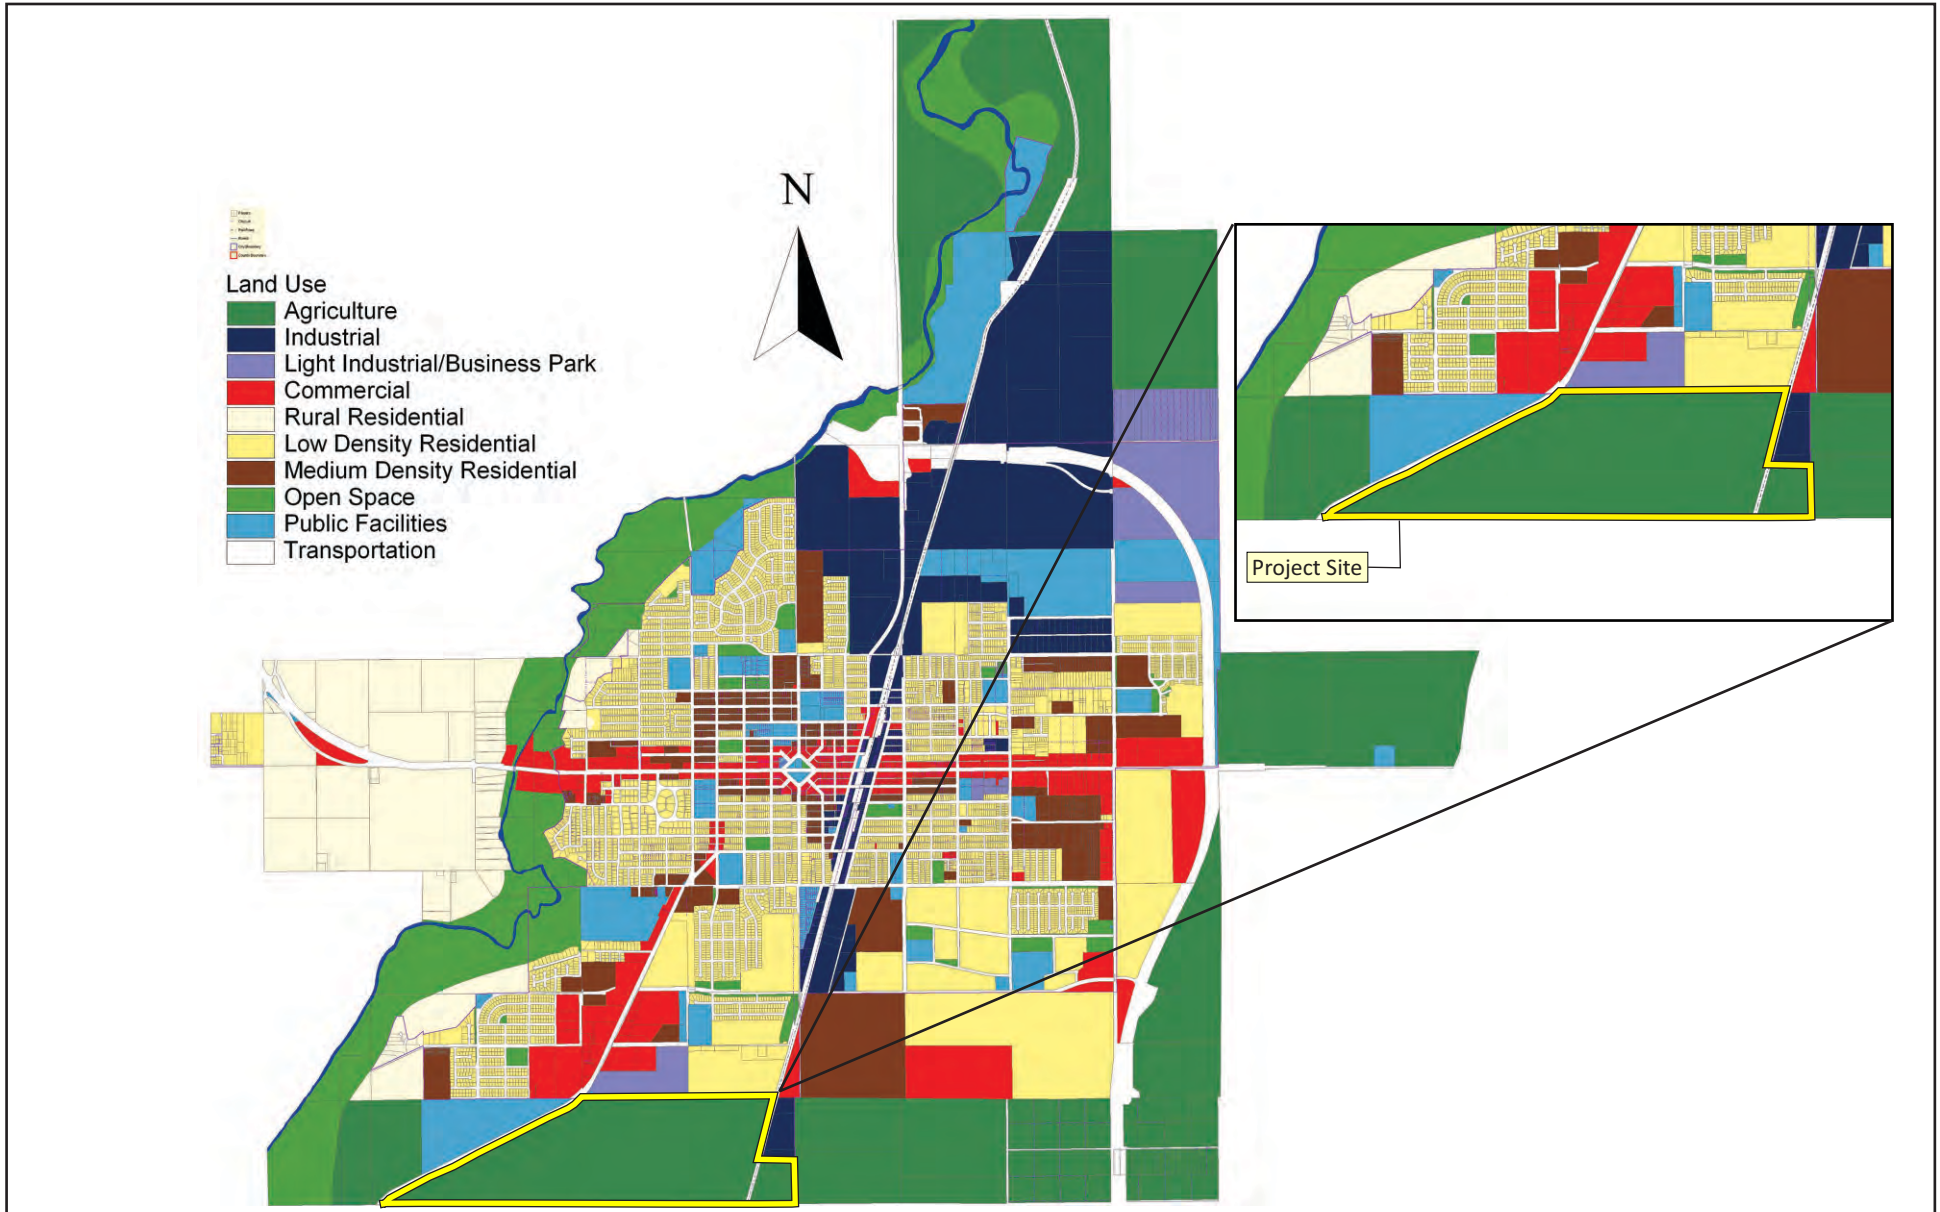 N
Land Use
Agriculture
Industrial
Light Industrial/Business Park
Commercial
Rural Residential
Low Density Residential
Medium Density Residential
Open Space
Public Facilities
Transportation
Project Site